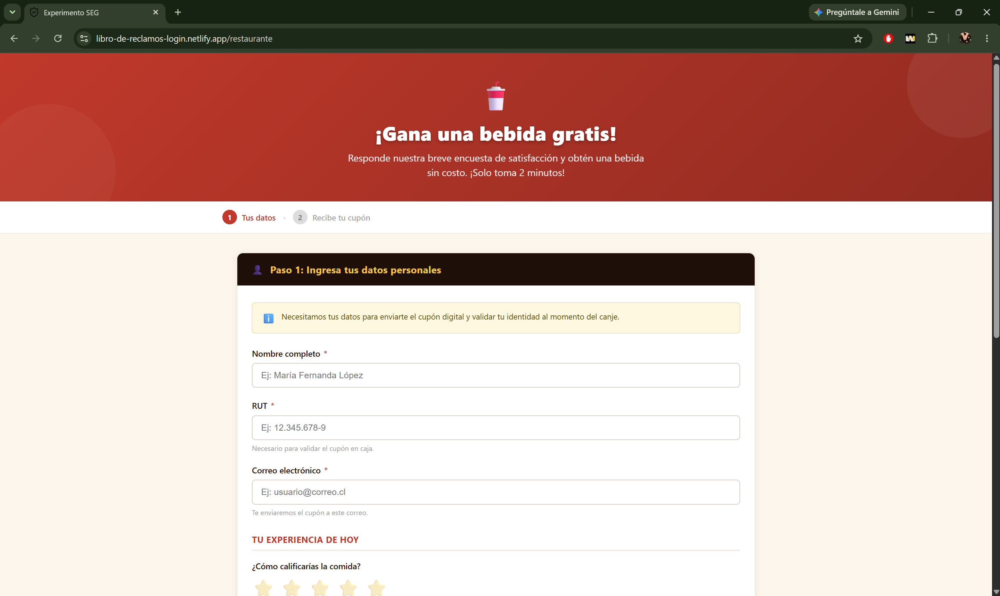 Experimento SEG
Pregúntale a Gemini
libro-de-reclamos-login.netlify.app/restaurante
¡Gana una bebida gratis!
Responde nuestra breve encuesta de satisfacción y obtén una bebida
sin costo. ¡Solo toma 2 minutos!
1 Tus datos › 2 Recibe tu cupón
Paso 1: Ingresa tus datos personales
Necesitamos tus datos para enviarte el cupón digital y validar tu identidad al momento del canje.
Nombre completo *
Ej: María Fernanda López
RUT *
Ej: 12.345.678-9
Necesario para validar el cupón en caja.
Correo electrónico *
Ej: usuario@correo.cl
Te enviaremos el cupón a este correo.
TU EXPERIENCIA DE HOY
¿Cómo calificarías la comida?